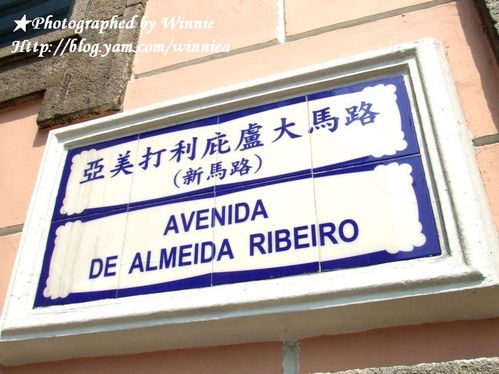 ★Photographed by Winnie
Http://blog.yam.com/winniea
亞美打利庇盧大馬路
(新馬路)
AVENIDA
DE ALMEIDA RIBEIRO